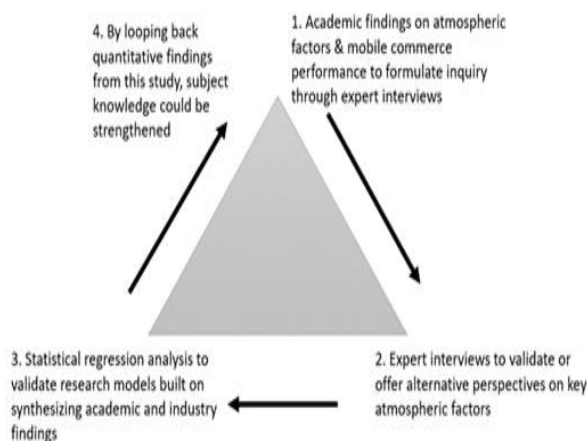 1. Academic findings on atmospheric
factors & mobile commerce
performance to formulate inquiry
through expert interviews
2. Expert interviews to validate or
offer alternative perspectives on key
atmospheric factors
3. Statistical regression analysis to
validate research models built on
synthesizing academic and industry
findings
4. By looping back
quantitative findings
from this study, subject
knowledge could be
strengthened